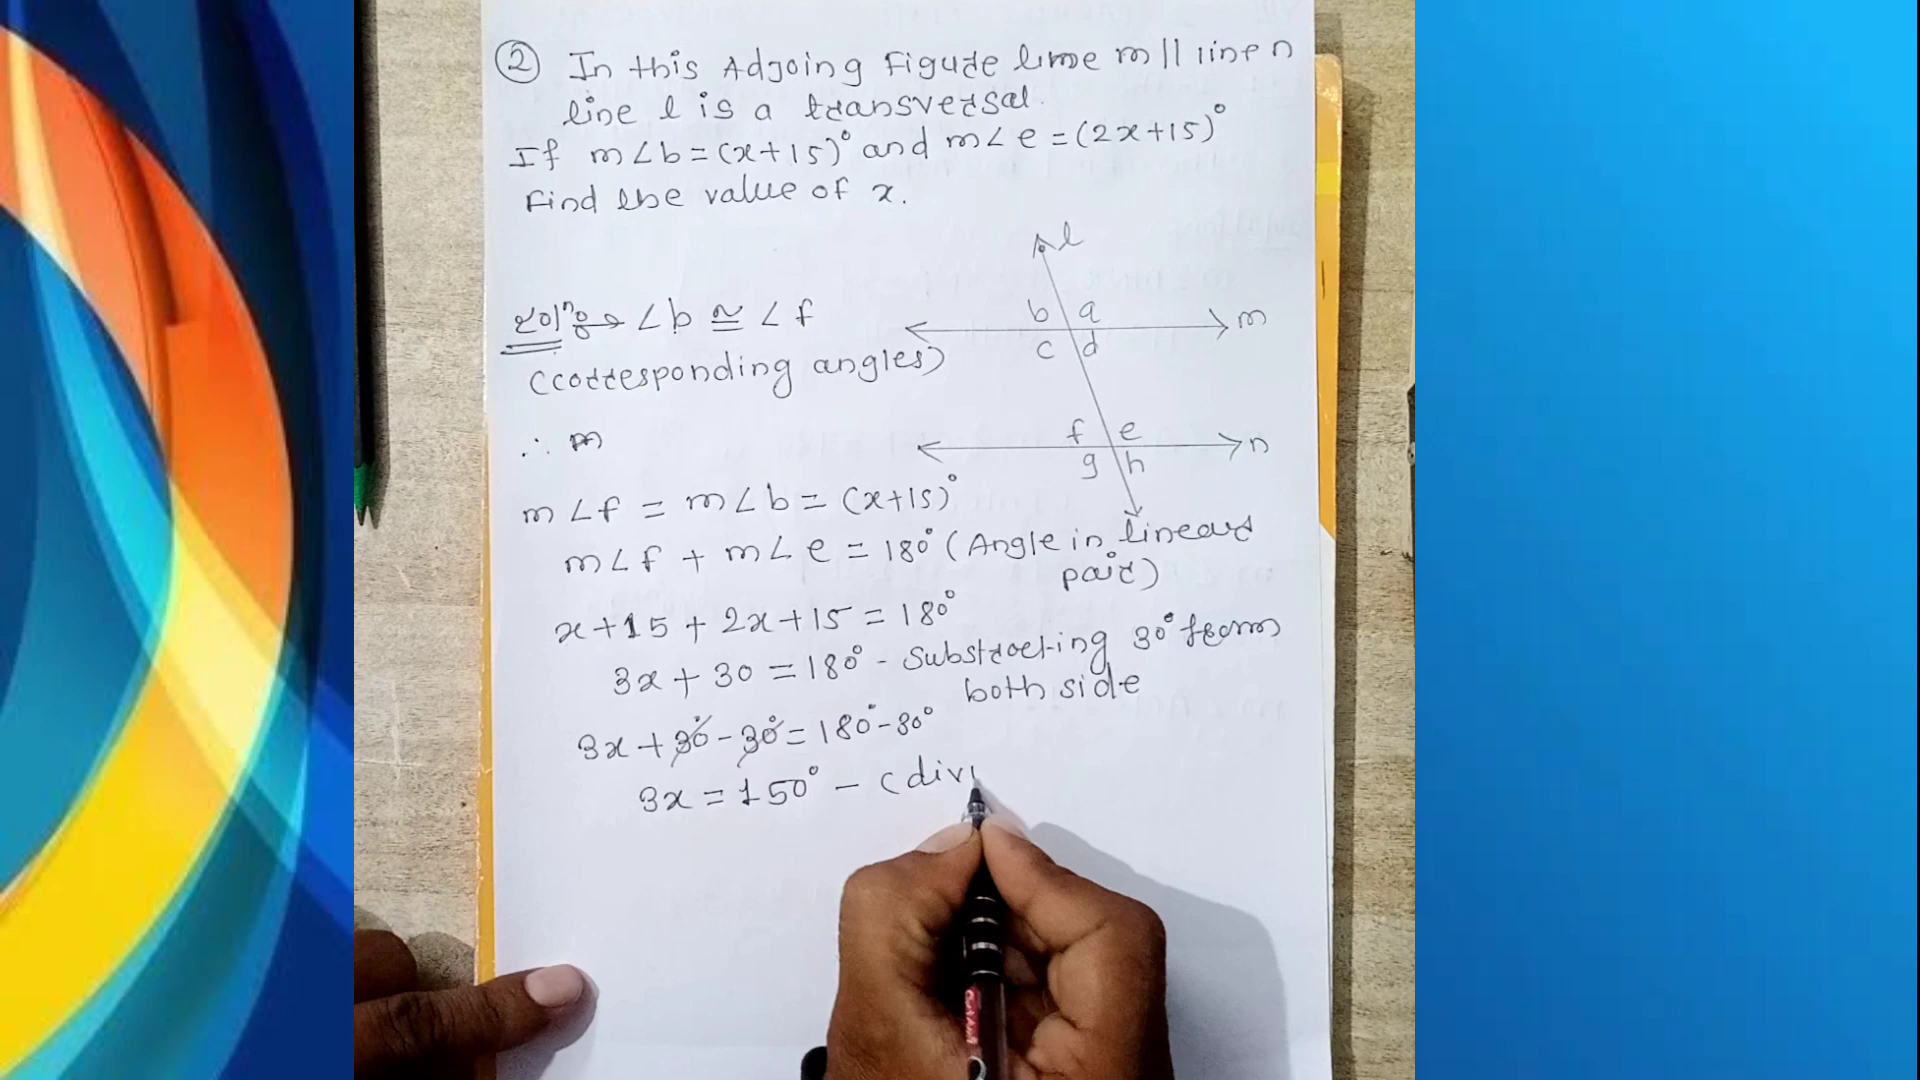 ② In this Adjoing Figure line m || line n
line l is a transversal.
If m∠b = (x+15)° and m∠e = (2x+15)°
Find the value of x.
l
solⁿ:→ ∠b ≅ ∠f
b a m
(corresponding angles)
c d
∴ m
f e n
g h
m∠f = m∠b = (x+15)°
m∠f + m∠e = 180° (Angle in linear
pair)
x+15 + 2x+15 = 180°
3x + 30 = 180° - Substracting 30° from
both side
3x + 30° - 30° = 180° - 30°
3x = 150° - (divi